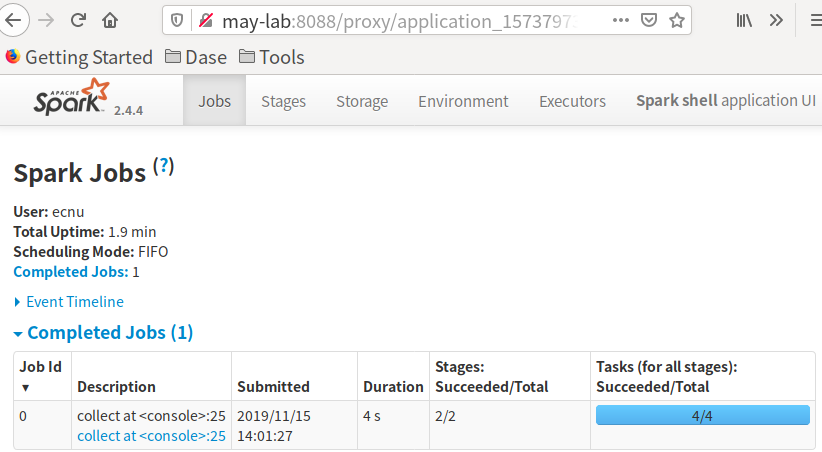 may-lab:8088/proxy/application_1573797
Getting Started Dase Tools
APACHE Spark 2.4.4 Jobs Stages Storage Environment Executors Spark shell application UI
Spark Jobs (?)
User: ecnu
Total Uptime: 1.9 min
Scheduling Mode: FIFO
Completed Jobs: 1
Event Timeline
Completed Jobs (1)
Job Id ▾ Description Submitted Duration Stages: Succeeded/Total Tasks (for all stages): Succeeded/Total
0 collect at <console>:25 2019/11/15 4 s 2/2 4/4
collect at <console>:25 14:01:27